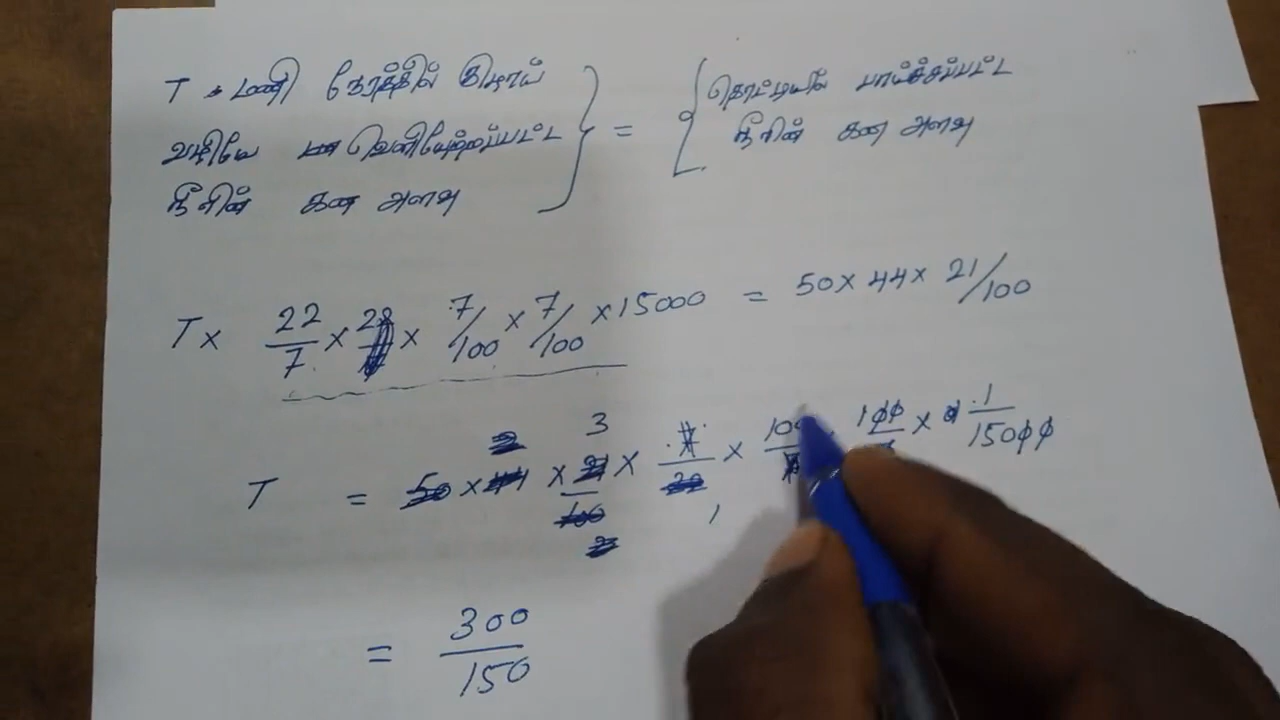 T மணி நேரத்தில் குழாய்
வழியே வெளியேற்றப்பட்ட
நீரின் கன அளவு
=
தொட்டியில் பாய்ச்சப்பட்ட
நீரின் கன அளவு
T × 22/7 × × 7/100 × 7/100 × 15000 = 50 × 44 × 21/100
3
T = 50 × 44 × 21/100 × 7/22 × 100/7 100/7 × 1/15000
= 300/150